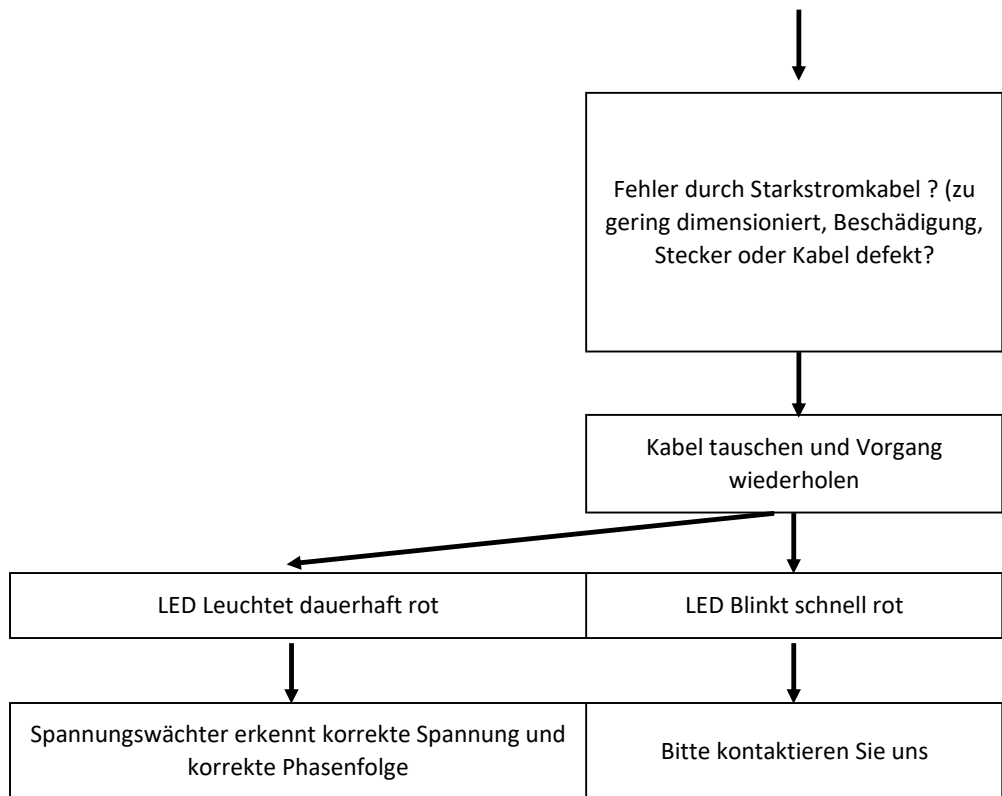 Fehler durch Starkstromkabel ? (zu
gering dimensioniert, Beschädigung,
Stecker oder Kabel defekt?
Kabel tauschen und Vorgang
wiederholen
LED Leuchtet dauerhaft rot
LED Blinkt schnell rot
Spannungswächter erkennt korrekte Spannung und
korrekte Phasenfolge
Bitte kontaktieren Sie uns